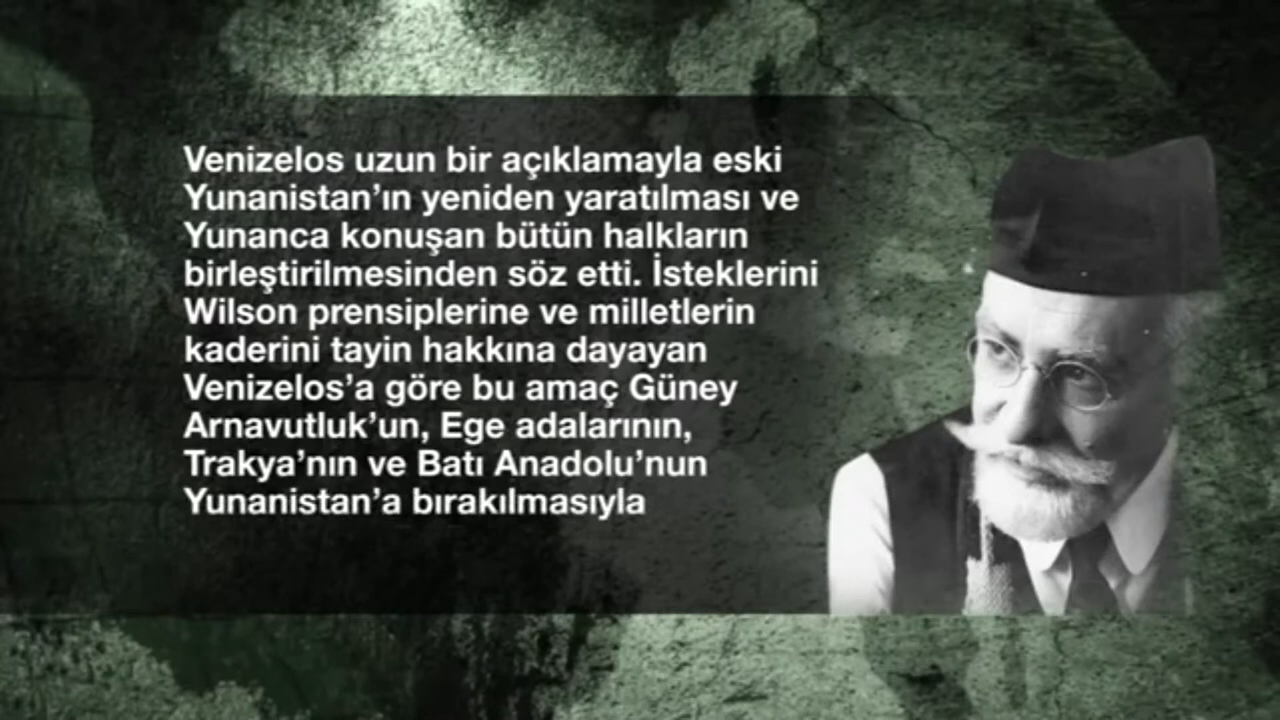 Venizelos uzun bir açıklamayla eski
Yunanistan’ın yeniden yaratılması ve
Yunanca konuşan bütün halkların
birleştirilmesinden söz etti. İsteklerini
Wilson prensiplerine ve milletlerin
kaderini tayin hakkına dayayan
Venizelos’a göre bu amaç Güney
Arnavutluk’un, Ege adalarının,
Trakya’nın ve Batı Anadolu’nun
Yunanistan’a bırakılmasıyla